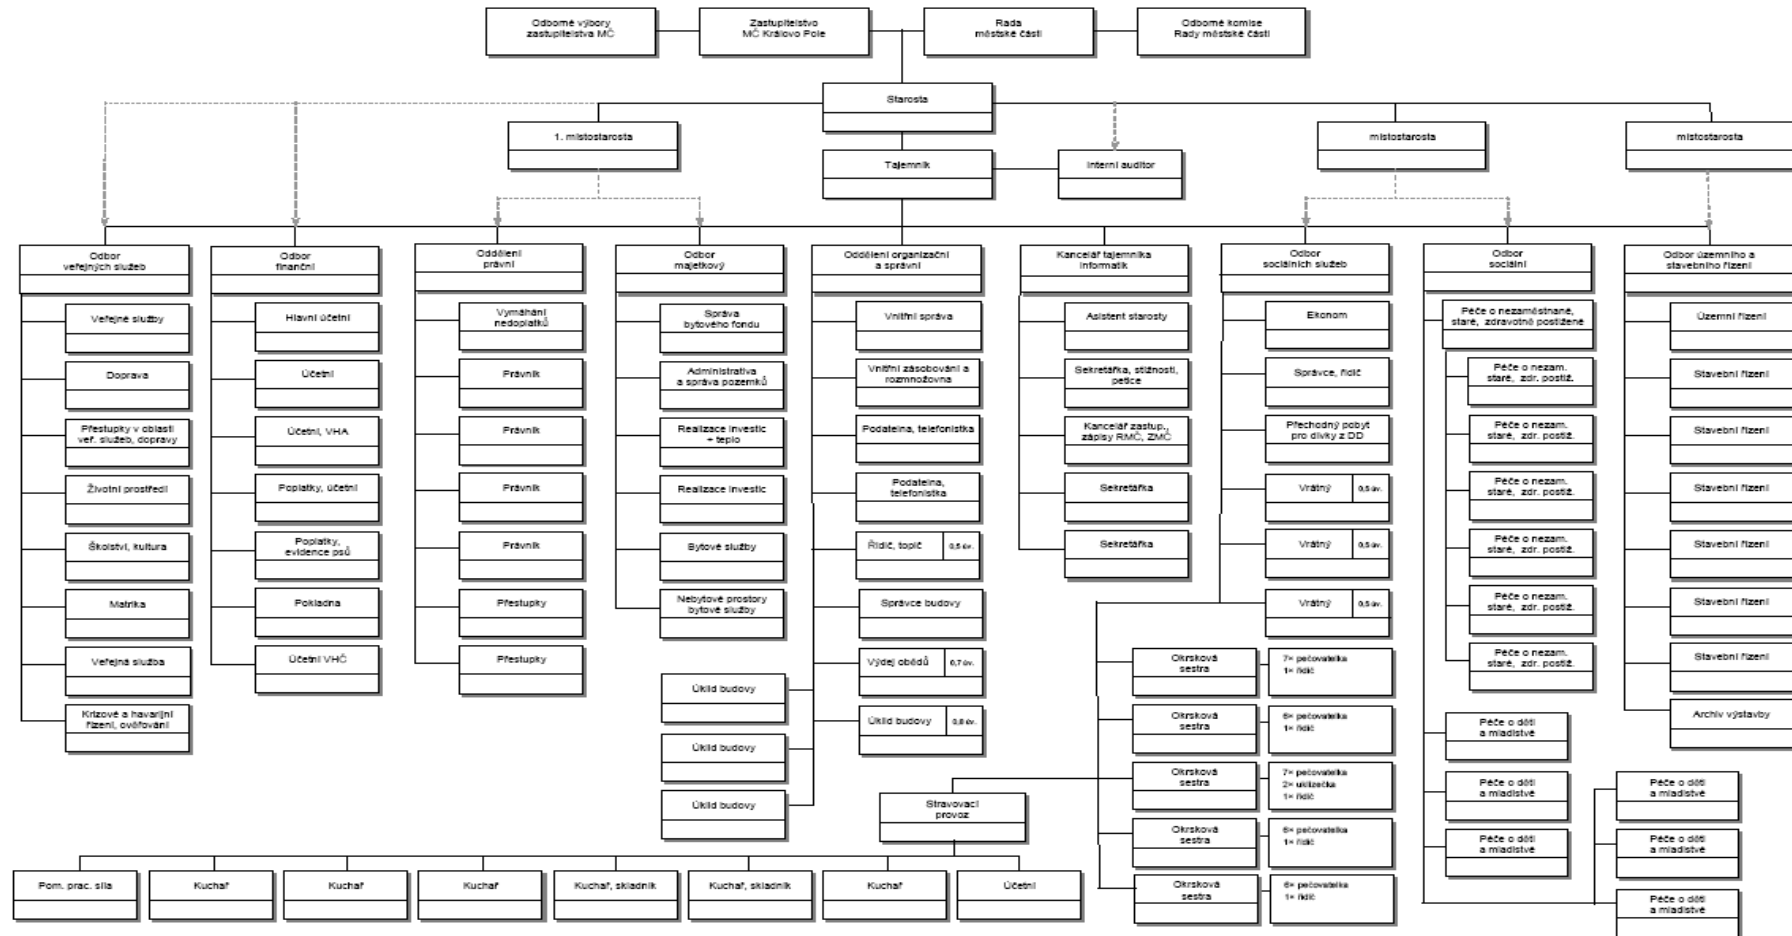 Odborné výbory
zastupitelstva MČ
Zastupitelstvo
MČ Královo Pole
Rada
městské části
Odborné komise
Rady městské části
Starosta
1. místostarosta
místostarosta
místostarosta
Tajemník
Interní auditor
Odbor
veřejných služeb
Odbor
finanční
Oddělení
právní
Odbor
majetkový
Oddělení organizační
a správní
Kancelář tajemníka
informatik
Odbor
sociálních služeb
Odbor
sociální
Odbor územního a
stavebního řízení
Veřejné služby
Doprava
Přestupky v oblasti
veř. služeb, dopravy
Životní prostředí
Školství, kultura
Matrika
Veřejná služba
Krizové a havarijní
řízení, ověřování
Hlavní účetní
Účetní
Účetní, VHA
Poplatky, účetní
Poplatky,
evidence psů
Pokladna
Účetní VHČ
Vymáhání
nedoplatků
Právník
Právník
Právník
Právník
Přestupky
Přestupky
Správa
bytového fondu
Administrativa
a správa pozemků
Realizace investic
+ teplo
Realizace investic
Bytové služby
Nebytové prostory
bytové služby
Úklid budovy
Úklid budovy
Úklid budovy
Vnitřní správa
Vnitřní zásobování a
rozmnožovna
Podatelna, telefonistka
Podatelna,
telefonistka
Řidič, topič 0,5 úv.
Správce budovy
Výdej obědů 0,7 úv.
Úklid budovy 0,8 úv.
Asistent starosty
Sekretářka, stížnosti,
petice
Kancelář zastup.,
zápisy RMČ, ZMČ
Sekretářka
Sekretářka
Ekonom
Správce, řidič
Přechodný pobyt
pro dívky z DD
Vrátný 0,5 úv.
Vrátný 0,5 úv.
Vrátný 0,5 úv.
Okrsková
sestra
7× pečovatelka
1× řidič
Okrsková
sestra
6× pečovatelka
1× řidič
Okrsková
sestra
7× pečovatelka
2× uklízečka
1× řidič
Okrsková
sestra
6× pečovatelka
1× řidič
Okrsková
sestra
6× pečovatelka
1× řidič
Péče o nezaměstnané,
staré, zdravotně postižené
Péče o nezam.
staré, zdr. postiž.
Péče o nezam.
staré, zdr. postiž.
Péče o nezam.
staré, zdr. postiž.
Péče o nezam.
staré, zdr. postiž.
Péče o nezam.
staré, zdr. postiž.
Péče o nezam.
staré, zdr. postiž.
Péče o děti
a mladistvé
Péče o děti
a mladistvé
Péče o děti
a mladistvé
Péče o děti
a mladistvé
Péče o děti
a mladistvé
Péče o děti
a mladistvé
Územní řízení
Stavební řízení
Stavební řízení
Stavební řízení
Stavební řízení
Stavební řízení
Stavební řízení
Archiv výstavby
Stravovací
provoz
Pom. prac. síla
Kuchař
Kuchař
Kuchař
Kuchař, skladník
Kuchař, skladník
Kuchař
Účetní